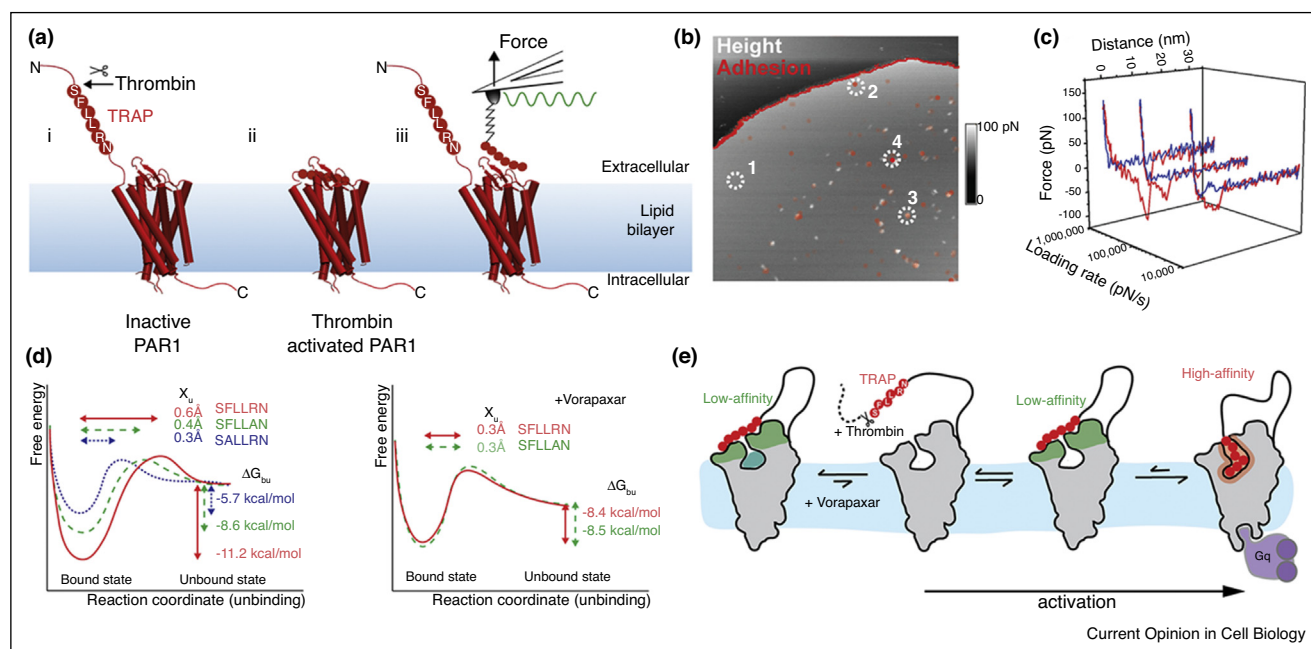 (a)
N
Thrombin
S
F
L
L
R
N
TRAP
i
Inactive
PAR1
C
ii
Thrombin
activated PAR1
iii
N
S
F
L
L
R
N
Force
Extracellular
Lipid
bilayer
Intracellular
C
(b)
Height
Adhesion
1
2
3
4
100 pN
0
(c)
Distance (nm)
0
10
20
30
Force (pN)
150
100
50
0
-50
-100
1,000,000
100,000
10,000
Loading rate (pN/s)
(d)
Free energy
Xu
0.6Å SFLLRN
0.4Å SFLLAN
0.3Å SALLRN
ΔGbu
-5.7 kcal/mol
-8.6 kcal/mol
-11.2 kcal/mol
Bound state
Unbound state
Reaction coordinate (unbinding)
Free energy
+Vorapaxar
Xu
0.3Å SFLLRN
0.3Å SFLLAN
ΔGbu
-8.4 kcal/mol
-8.5 kcal/mol
Bound state
Unbound state
Reaction coordinate (unbinding)
(e)
Low-affinity
TRAP
S
F
L
L
R
N
+ Thrombin
+ Vorapaxar
Low-affinity
High-affinity
Gq
activation
Current Opinion in Cell Biology